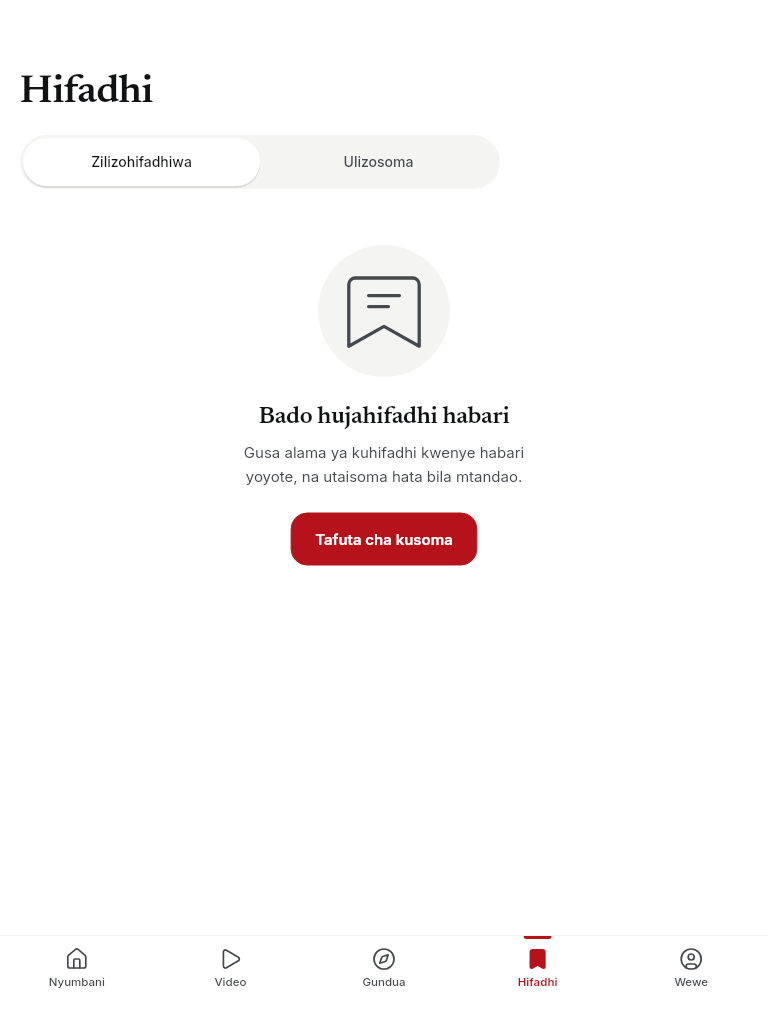 Hifadhi
Zilizohifadhiwa
Ulizosoma
Bado hujahifadhi habari
Gusa alama ya kuhifadhi kwenye habari
yoyote, na utaisoma hata bila mtandao.
Tafuta cha kusoma
Nyumbani
Video
Gundua
Hifadhi
Wewe